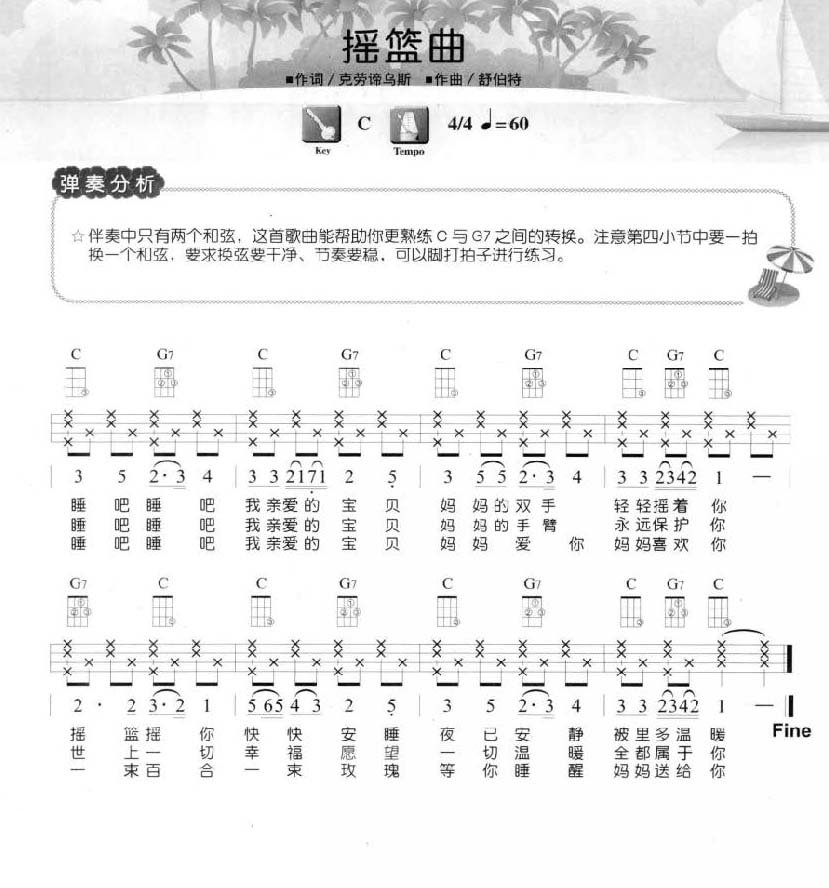 摇篮曲
■作词/克劳谛乌斯 ■作曲/舒伯特
C 4/4 ♩=60
Key Tempo
弹奏分析
☆伴奏中只有两个和弦，这首歌曲能帮助你更熟练 C 与 G7 之间的转换。注意第四小节中要一拍
换一个和弦，要求换弦要干净、节奏要稳，可以脚打拍子进行练习。
C G7 C G7 C G7 C G7 C
3 5 2·3 4 | 3 3 2171 2 5 | 3 5 5 2·3 4 | 3 3 2342 1 —
睡 吧 睡 吧 我 亲 爱 的 宝 贝 妈 妈 的 双 手 轻 轻 摇 着 你
睡 吧 睡 吧 我 亲 爱 的 宝 贝 妈 妈 的 手 臂 永 远 保 护 你
睡 吧 睡 吧 我 亲 爱 的 宝 贝 妈 妈 爱 你 妈 妈 喜 欢 你
G7 C C G7 C G7 C G7 C
2 · 2 3·2 1 | 5 65 4 3 2 5 | 3 5 2·3 4 | 3 3 2342 1 —
摇 篮 摇 你 快 快 安 睡 夜 已 安 静 被 里 多 温 暖
Fine
世 上 一 切 幸 福 愿 望 一 切 温 暖 全 都 属 于 你
一 束 百 合 一 束 玫 瑰 等 你 睡 醒 妈 妈 送 给 你